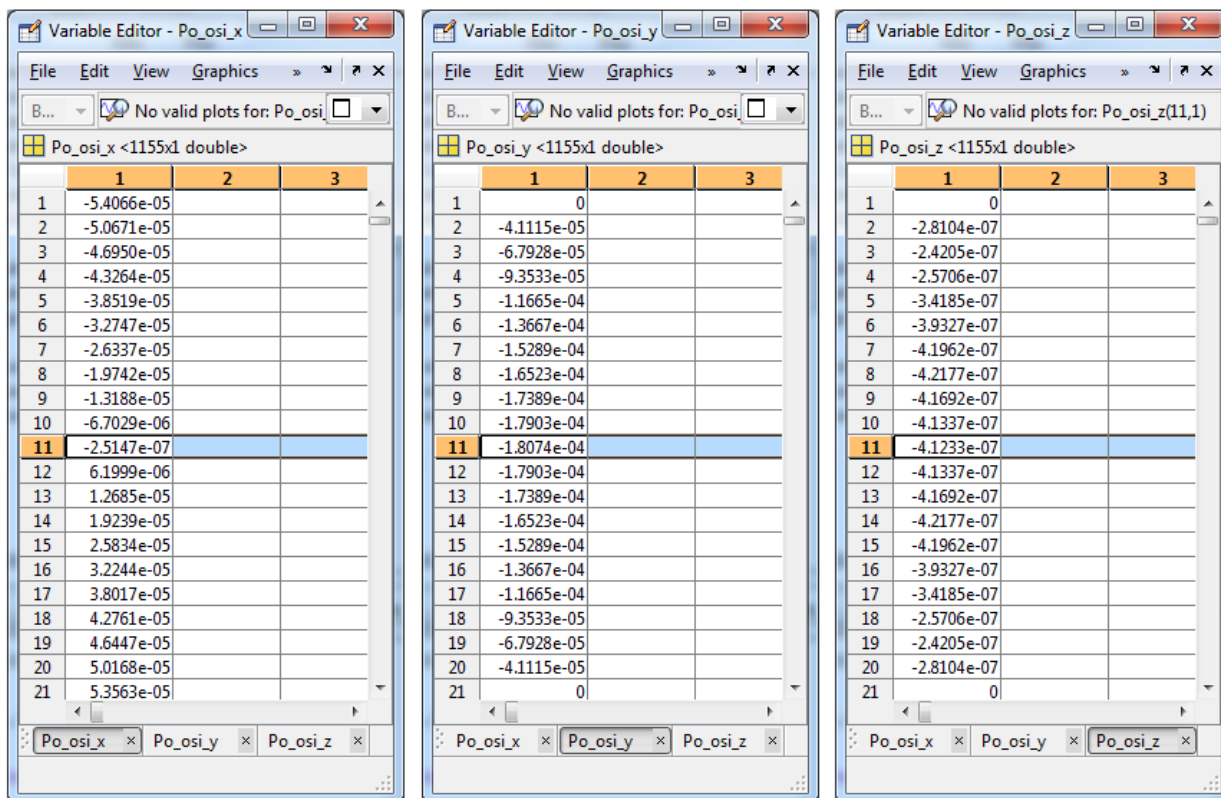 Variable Editor - Po_osi_x
File Edit View Graphics »
B... No valid plots for: Po_osi_
Po_osi_x <1155x1 double>
1 2 3
1 -5.4066e-05
2 -5.0671e-05
3 -4.6950e-05
4 -4.3264e-05
5 -3.8519e-05
6 -3.2747e-05
7 -2.6337e-05
8 -1.9742e-05
9 -1.3188e-05
10 -6.7029e-06
11 -2.5147e-07
12 6.1999e-06
13 1.2685e-05
14 1.9239e-05
15 2.5834e-05
16 3.2244e-05
17 3.8017e-05
18 4.2761e-05
19 4.6447e-05
20 5.0168e-05
21 5.3563e-05
Po_osi_x × Po_osi_y × Po_osi_z ×
Variable Editor - Po_osi_y
File Edit View Graphics »
B... No valid plots for: Po_osi_
Po_osi_y <1155x1 double>
1 2 3
1 0
2 -4.1115e-05
3 -6.7928e-05
4 -9.3533e-05
5 -1.1665e-04
6 -1.3667e-04
7 -1.5289e-04
8 -1.6523e-04
9 -1.7389e-04
10 -1.7903e-04
11 -1.8074e-04
12 -1.7903e-04
13 -1.7389e-04
14 -1.6523e-04
15 -1.5289e-04
16 -1.3667e-04
17 -1.1665e-04
18 -9.3533e-05
19 -6.7928e-05
20 -4.1115e-05
21 0
Po_osi_x × Po_osi_y × Po_osi_z ×
Variable Editor - Po_osi_z
File Edit View Graphics »
B... No valid plots for: Po_osi_z(11,1)
Po_osi_z <1155x1 double>
1 2 3
1 0
2 -2.8104e-07
3 -2.4205e-07
4 -2.5706e-07
5 -3.4185e-07
6 -3.9327e-07
7 -4.1962e-07
8 -4.2177e-07
9 -4.1692e-07
10 -4.1337e-07
11 -4.1233e-07
12 -4.1337e-07
13 -4.1692e-07
14 -4.2177e-07
15 -4.1962e-07
16 -3.9327e-07
17 -3.4185e-07
18 -2.5706e-07
19 -2.4205e-07
20 -2.8104e-07
21 0
Po_osi_x × Po_osi_y × Po_osi_z ×